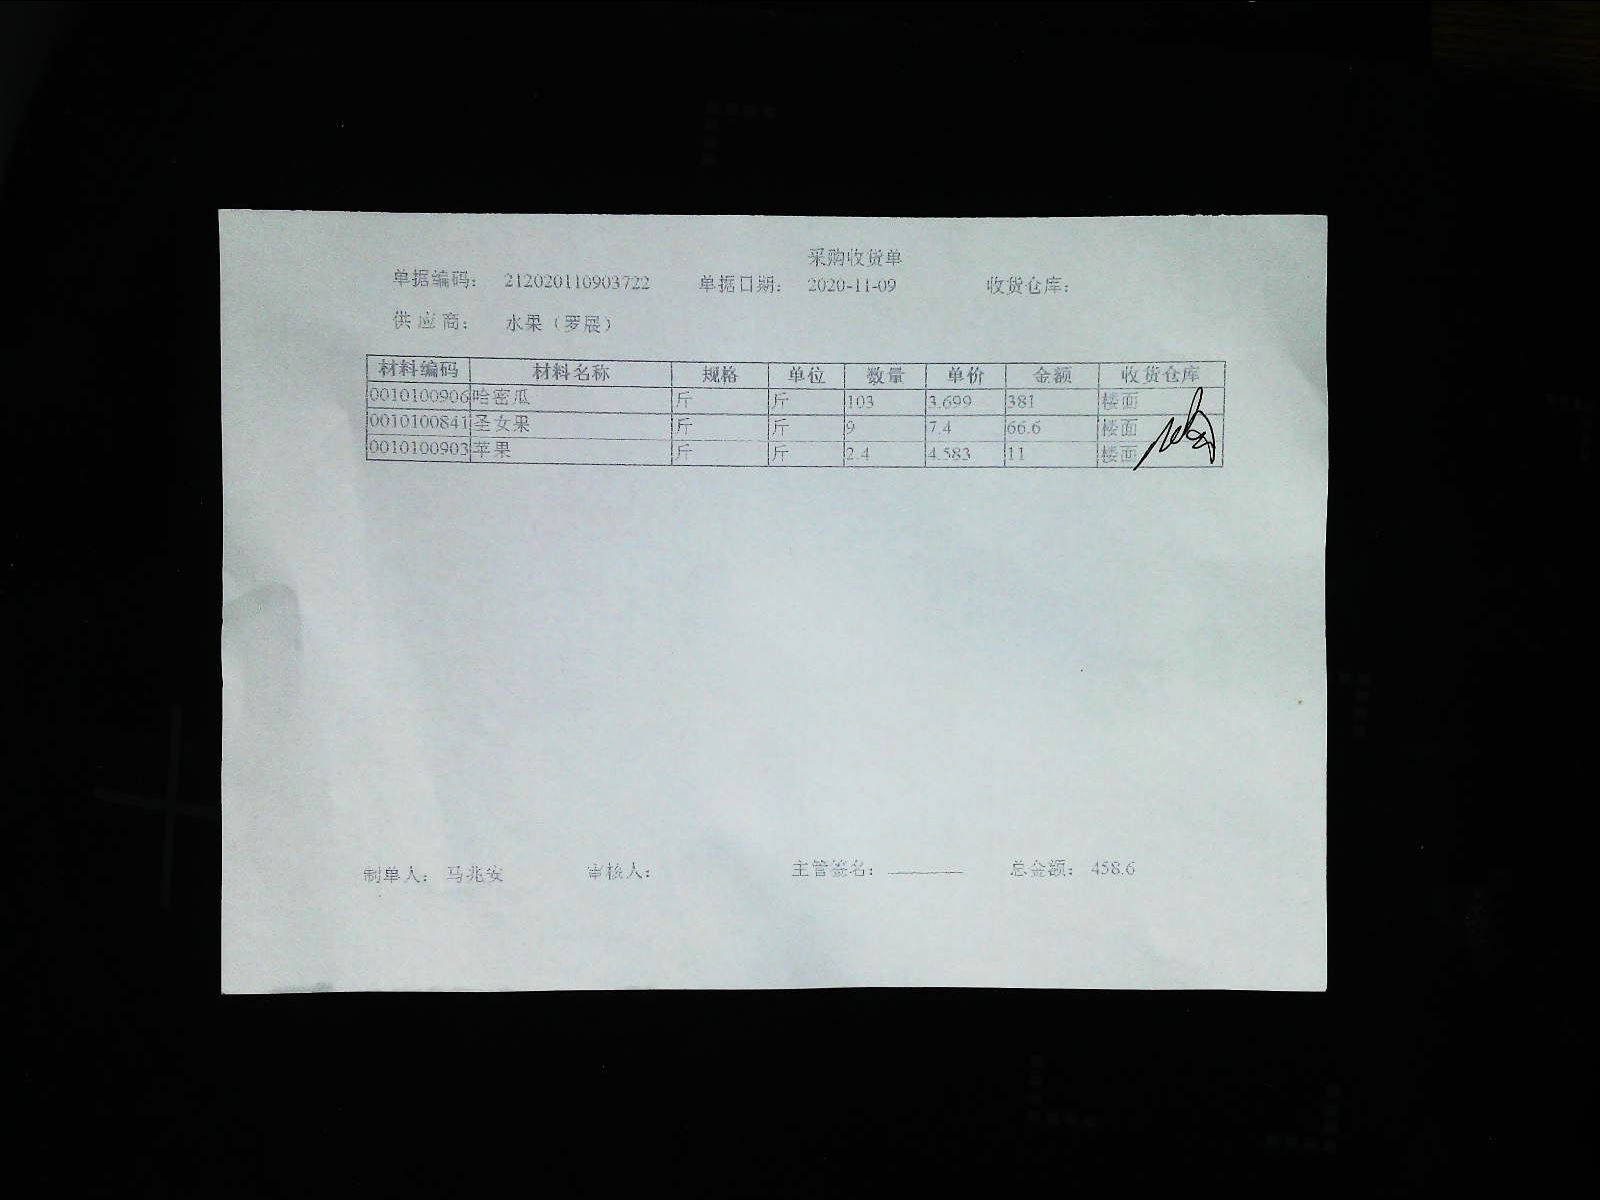 采购收货单
单据编码： 212020110903722 单据日期： 2020-11-09 收货仓库：
供应商： 水果（罗展）
材料编码 材料名称 规格 单位 数量 单价 金额 收货仓库
0010100906 哈密瓜 斤 斤 103 3.699 381 楼面
0010100841 圣女果 斤 斤 9 7.4 66.6 楼面
0010100903 苹果 斤 斤 2.4 4.583 11 楼面
制单人： 马兆安 审核人： 主管签名： 总金额： 458.6